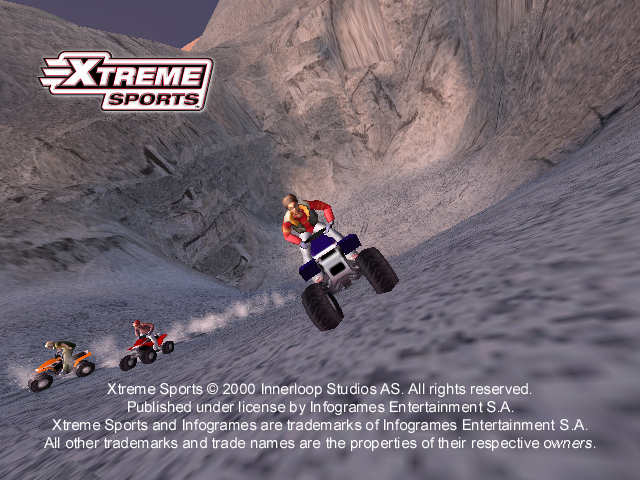 XTREME
SPORTS
Xtreme Sports © 2000 Innerloop Studios AS. All rights reserved.
Published under license by Infogrames Entertainment S.A.
Xtreme Sports and Infogrames are trademarks of Infogrames Entertainment S.A.
All other trademarks and trade names are the properties of their respective owners.